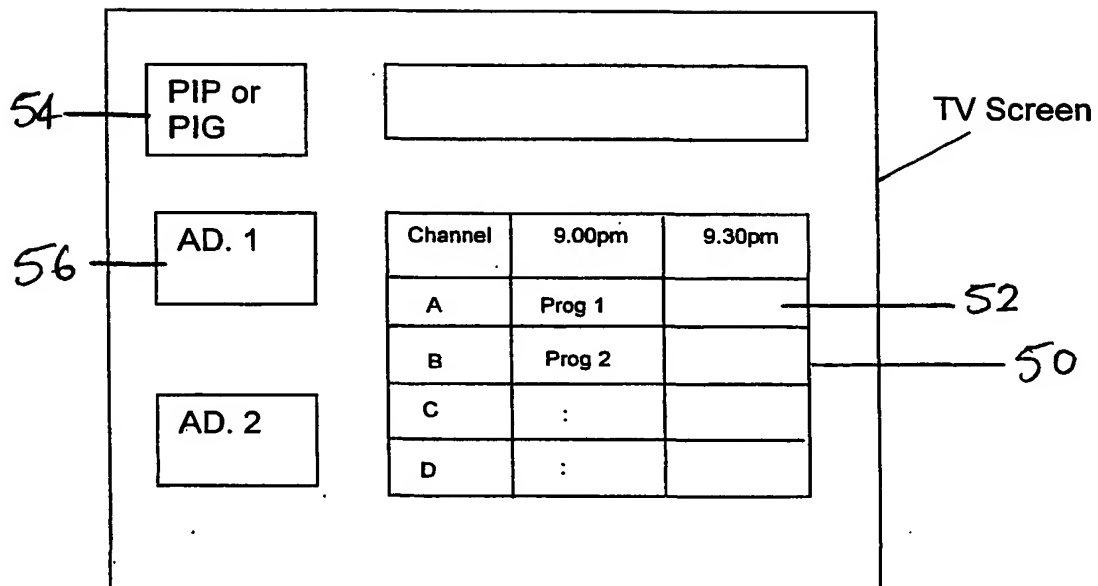 PIP or
PIG
54
TV Screen
AD. 1
56
Channel 9.00pm 9.30pm
A Prog 1
52
B Prog 2
50
AD. 2
C :
D :